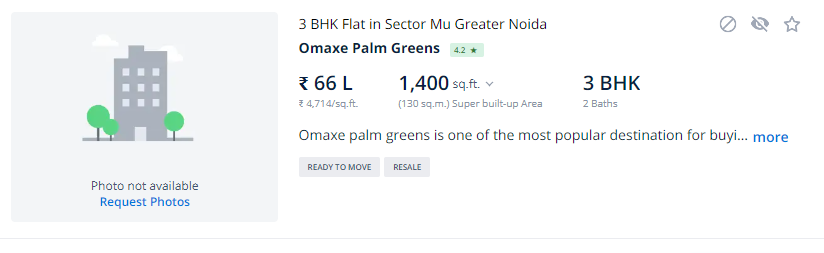 3 BHK Flat in Sector Mu Greater Noida
Omaxe Palm Greens 4.2 ★
₹ 66 L 1,400 sq.ft. 3 BHK
₹ 4,714/sq.ft. (130 sq.m.) Super built-up Area 2 Baths
Omaxe palm greens is one of the most popular destination for buyi... more
READY TO MOVE RESALE
Photo not available
Request Photos